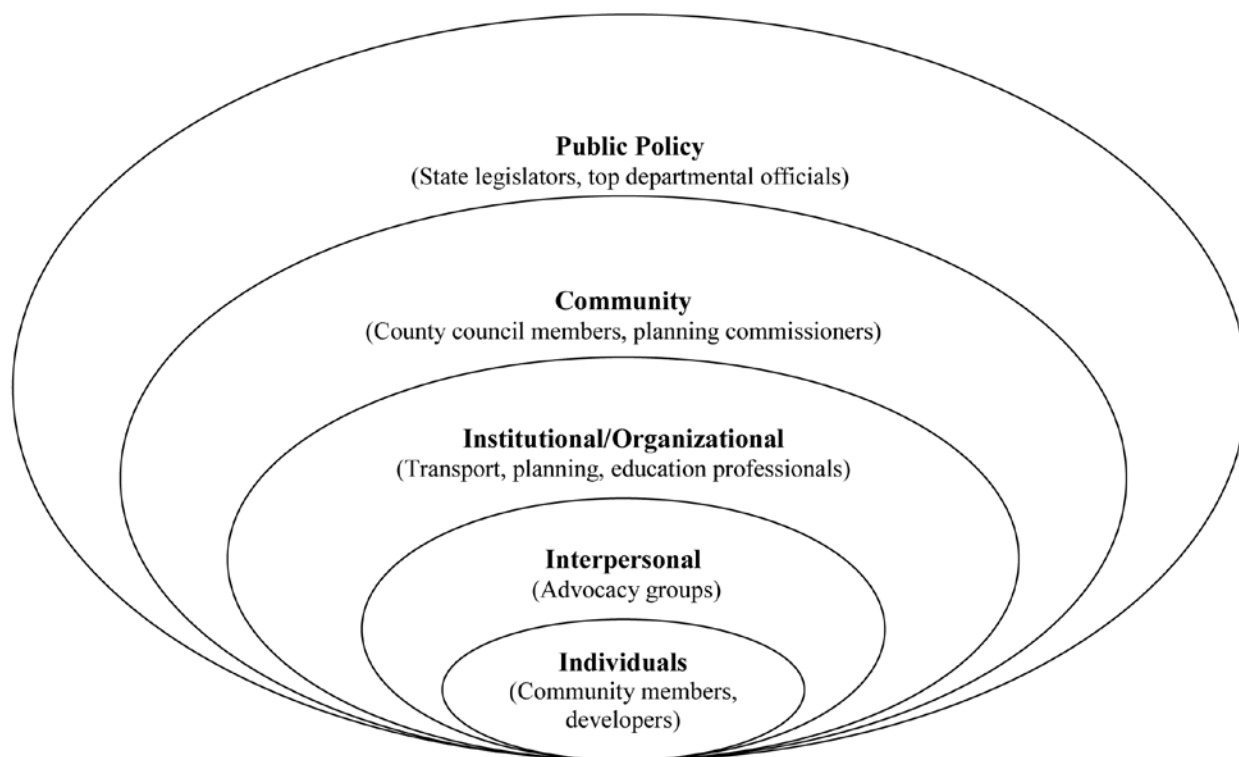 Public Policy
(State legislators, top departmental officials)
Community
(County council members, planning commissioners)
Institutional/Organizational
(Transport, planning, education professionals)
Interpersonal
(Advocacy groups)
Individuals
(Community members,
developers)